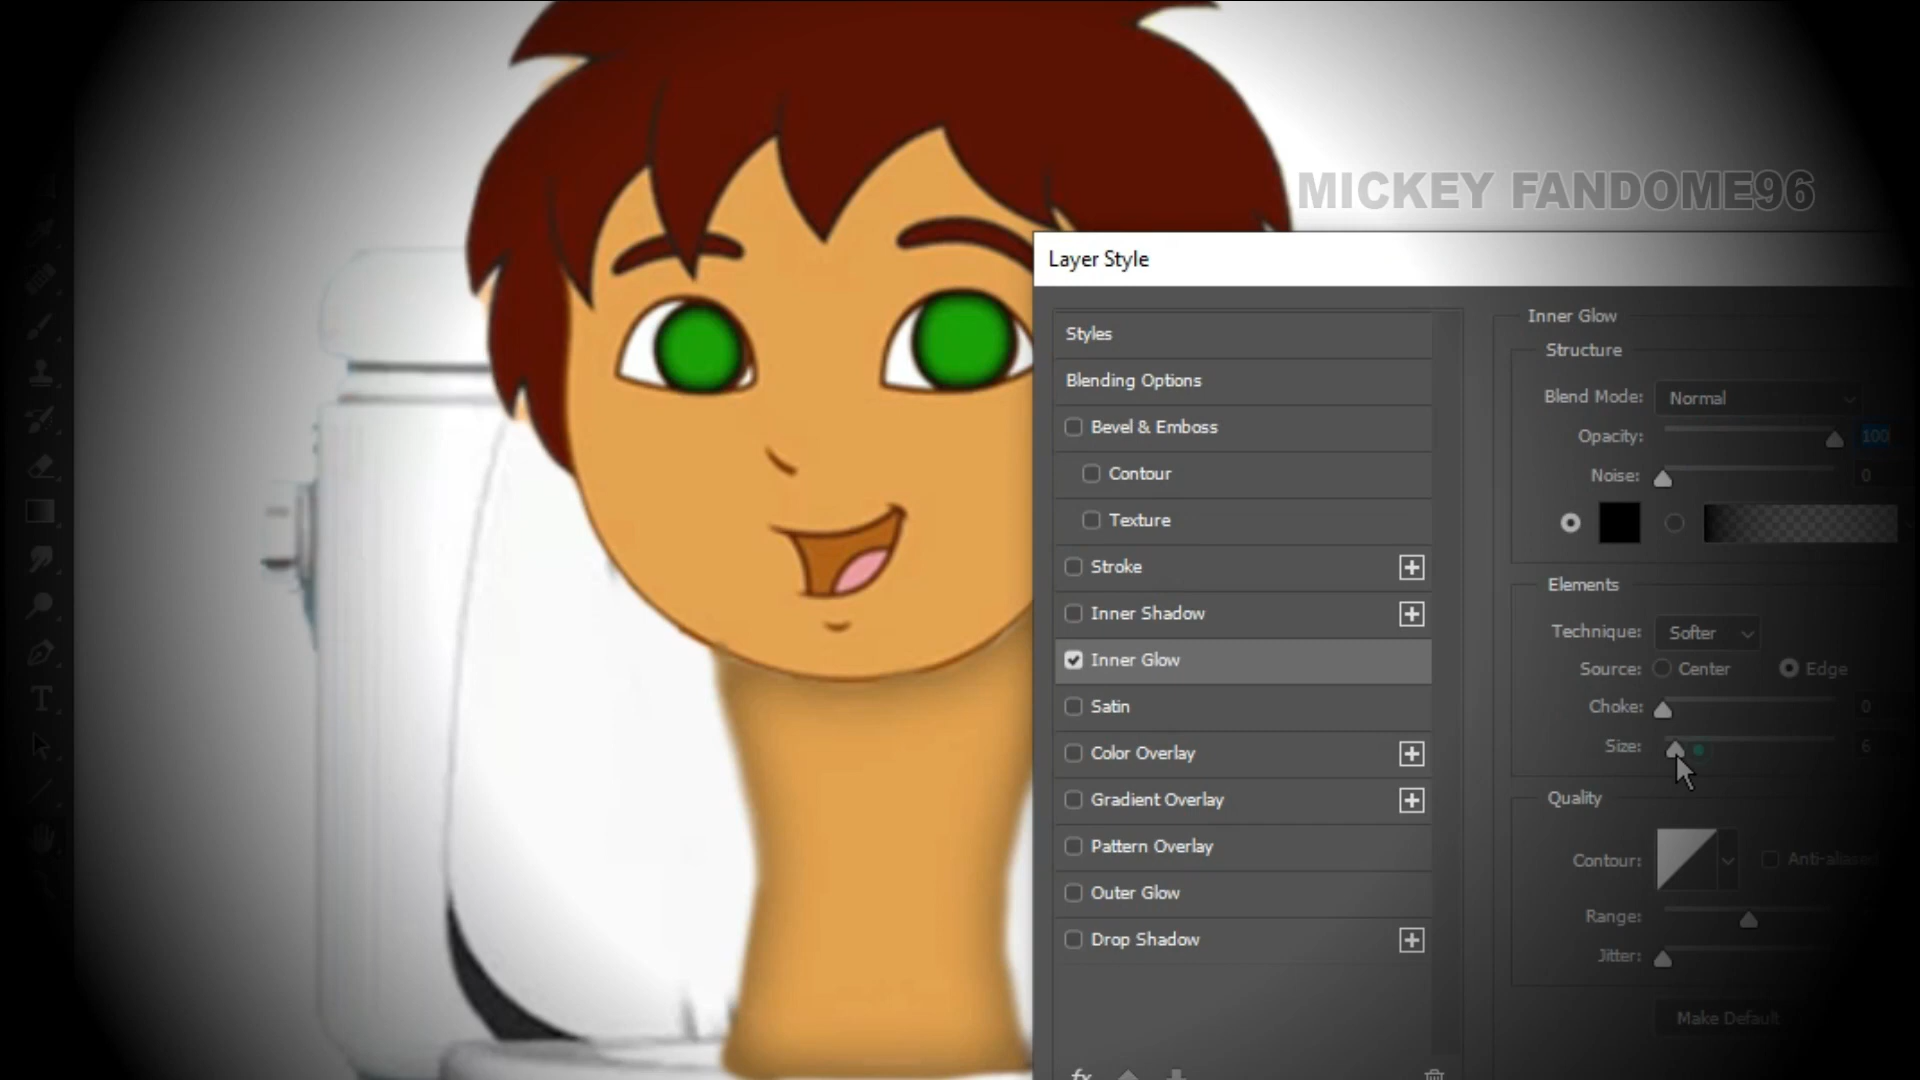 MICKEY FANDOME96
Layer Style
Styles
Blending Options
Bevel & Emboss
Contour
Texture
Stroke
Inner Shadow
Inner Glow
Satin
Color Overlay
Gradient Overlay
Pattern Overlay
Outer Glow
Drop Shadow
fx
Inner Glow
Structure
Blend Mode: Normal
Opacity: 100
Noise: 0
Elements
Technique: Softer
Source: Center Edge
Choke: 0
Size: 6
Quality
Contour: Anti-aliased
Range:
Jitter:
Make Default